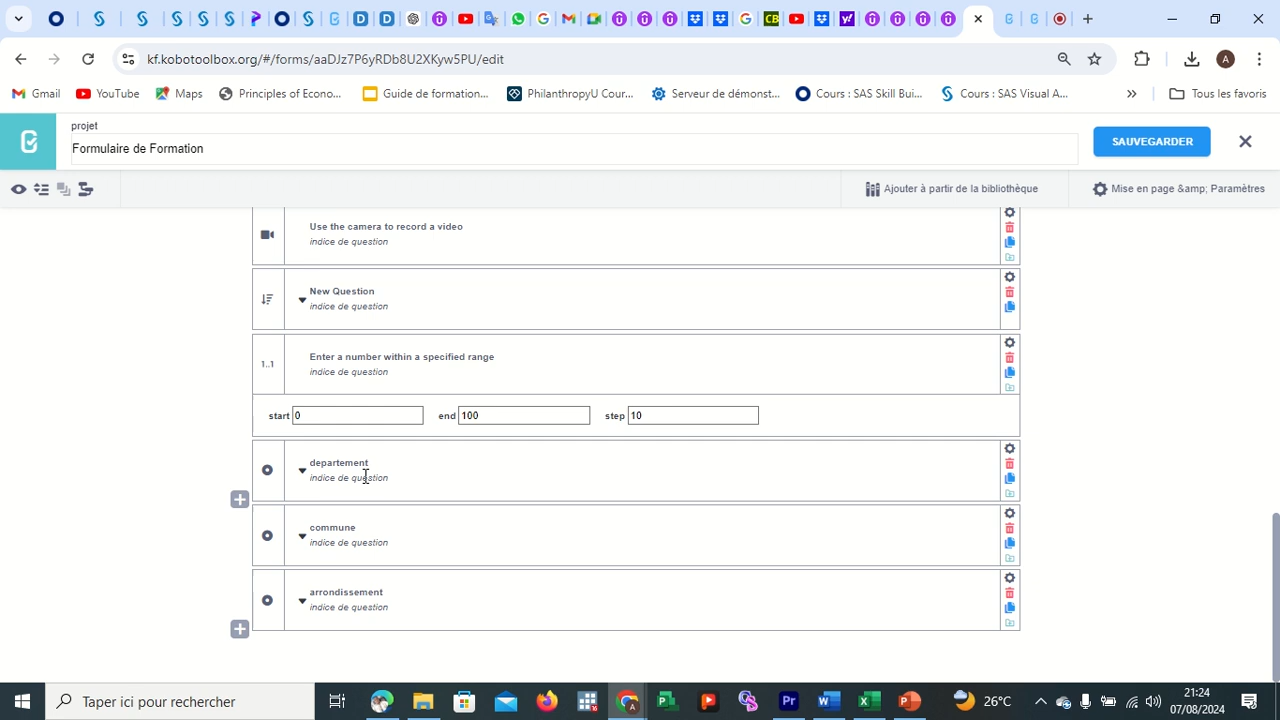 kf.kobotoolbox.org/#/forms/aaDJz7P6yRDb8U2XKyw5PU/edit
A
Gmail
YouTube
Maps
Principles of Econo...
Guide de formation...
PhilanthropyU Cour...
Serveur de démonst...
Cours : SAS Skill Bui...
Cours : SAS Visual A...
»
Tous les favoris
projet
Formulaire de Formation
SAUVEGARDER
Ajouter à partir de la bibliothèque
Mise en page &amp; Paramètres
Use the camera to record a video
indice de question
New Question
indice de question
1..1
Enter a number within a specified range
indice de question
start 0
end 100
step 10
departement
indice de question
commune
indice de question
arrondissement
indice de question
Taper ici pour rechercher
26°C
21:24
07/08/2024